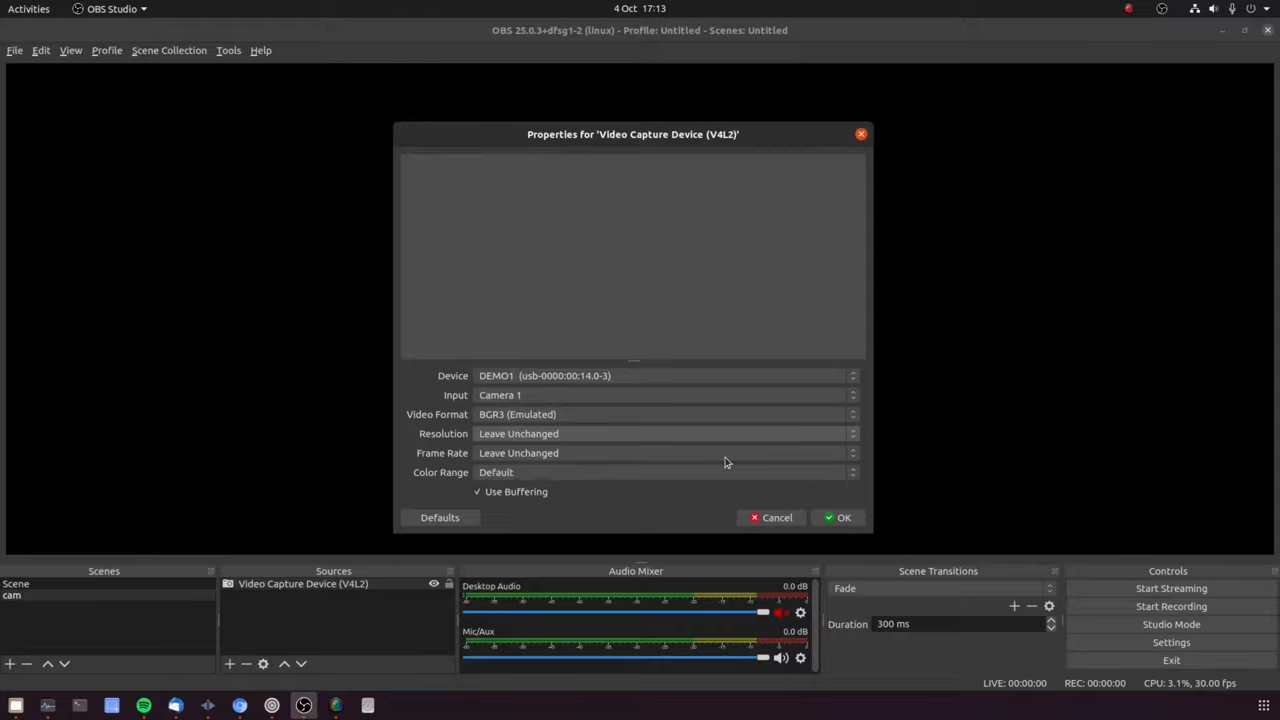 Activities
OBS Studio
4 Oct 17:13
OBS 25.0.3+dfsg1-2 (linux) - Profile: Untitled - Scenes: Untitled
File Edit View Profile Scene Collection Tools Help
Properties for 'Video Capture Device (V4L2)'
Device DEMO1 (usb-0000:00:14.0-3)
Input Camera 1
Video Format BGR3 (Emulated)
Resolution Leave Unchanged
Frame Rate Leave Unchanged
Color Range Default
Use Buffering
Defaults Cancel OK
Scenes
Scene
cam
Sources
Video Capture Device (V4L2)
Audio Mixer
Desktop Audio 0.0 dB
Mic/Aux 0.0 dB
Scene Transitions
Fade
Duration 300 ms
Controls
Start Streaming
Start Recording
Studio Mode
Settings
Exit
LIVE: 00:00:00 REC: 00:00:00 CPU: 3.1%, 30.00 fps